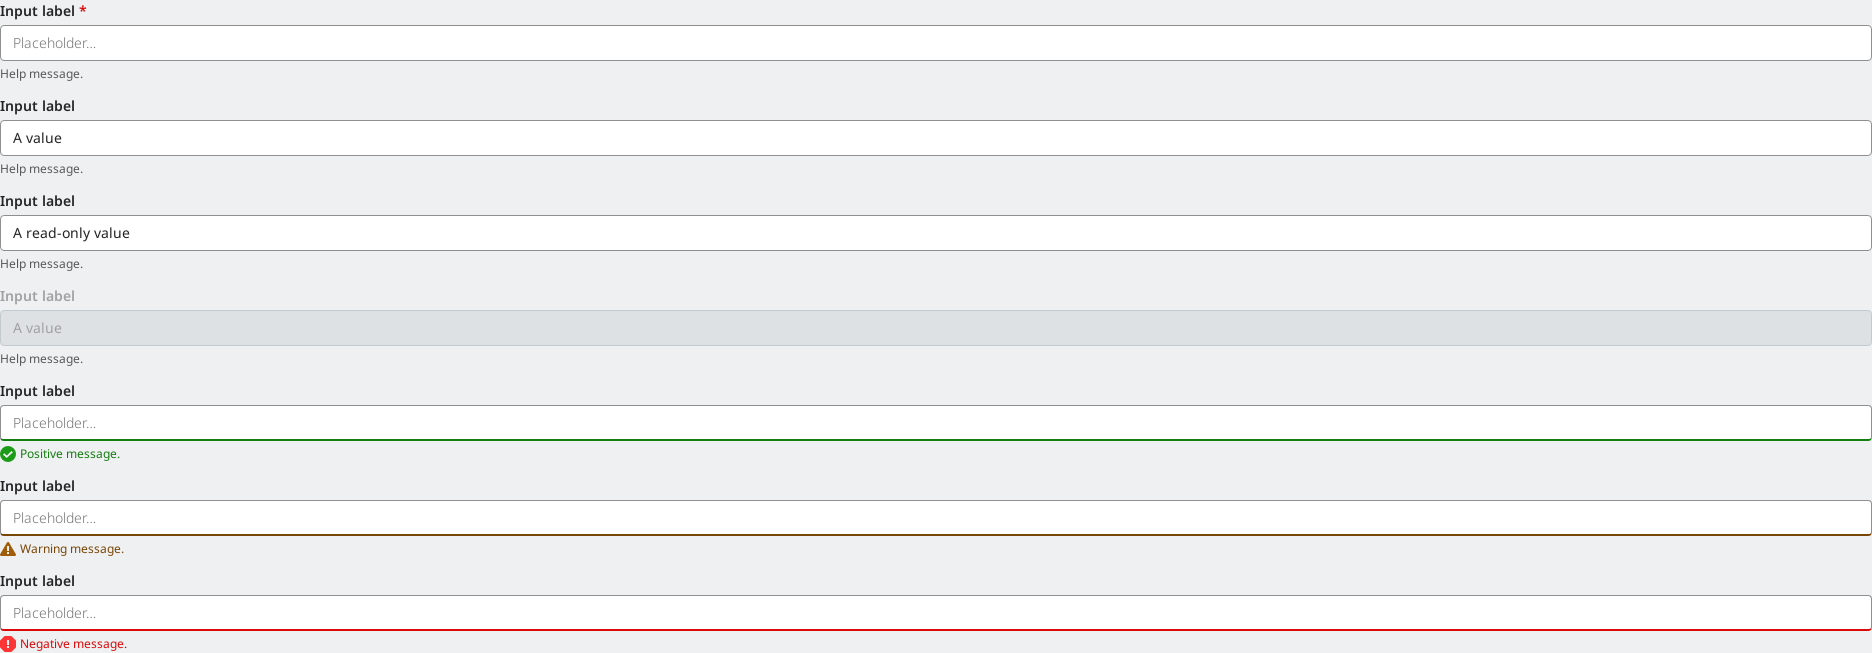 Input label *
Placeholder...
Help message.
Input label
A value
Help message.
Input label
A read-only value
Help message.
Input label
A value
Help message.
Input label
Placeholder...
Positive message.
Input label
Placeholder...
Warning message.
Input label
Placeholder...
Negative message.